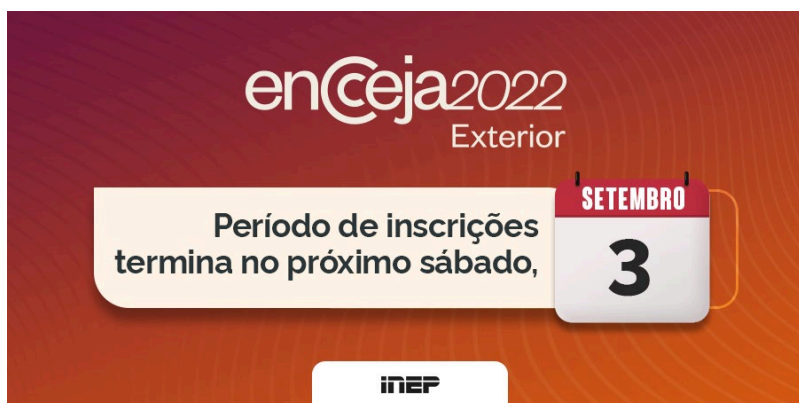 encceja2022
Exterior
Período de inscrições
termina no próximo sábado,
SETEMBRO
3
inep